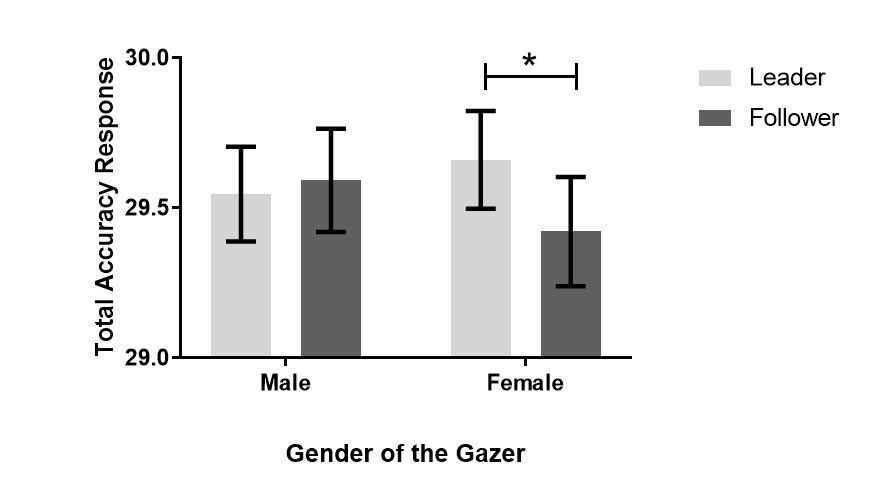 Total Accuracy Response
30.0
29.5
29.0
*
Leader
Follower
Male
Female
Gender of the Gazer